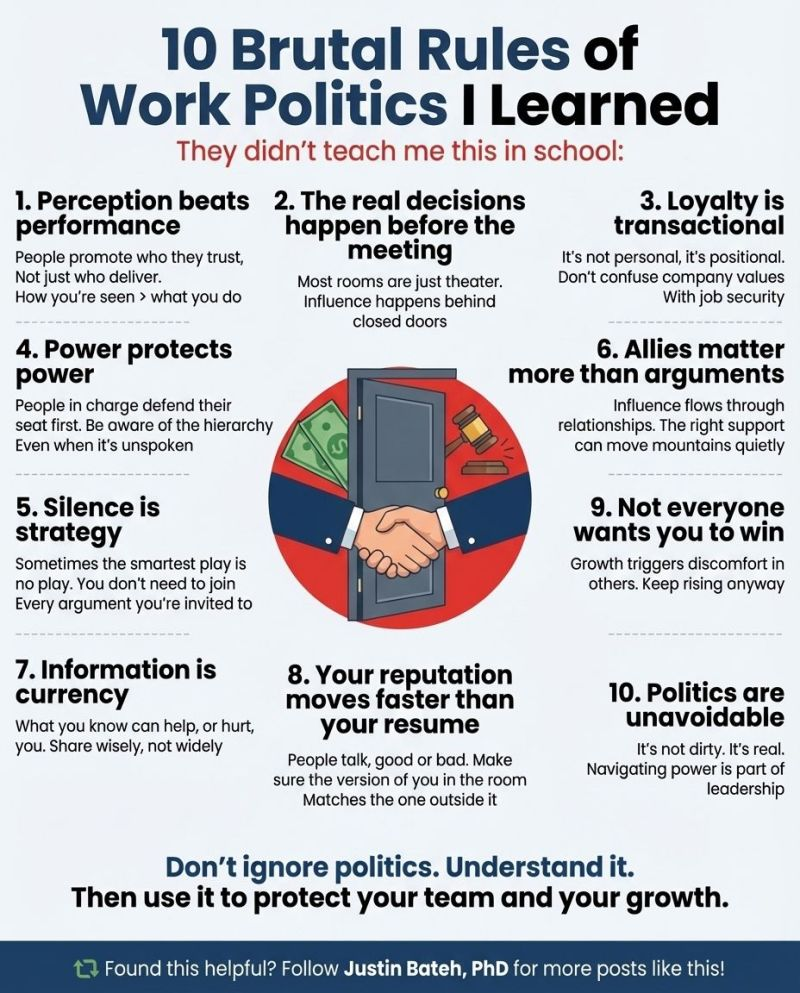 10 Brutal Rules of
Work Politics I Learned
They didn't teach me this in school:
1. Perception beats
performance
People promote who they trust,
Not just who deliver.
How you're seen > what you do
2. The real decisions
happen before the
meeting
Most rooms are just theater.
Influence happens behind
closed doors
3. Loyalty is
transactional
It's not personal, it's positional.
Don't confuse company values
With job security
4. Power protects
power
People in charge defend their
seat first. Be aware of the hierarchy
Even when it's unspoken
6. Allies matter
more than arguments
Influence flows through
relationships. The right support
can move mountains quietly
5. Silence is
strategy
Sometimes the smartest play is
no play. You don't need to join
Every argument you're invited to
9. Not everyone
wants you to win
Growth triggers discomfort in
others. Keep rising anyway
7. Information is
currency
What you know can help, or hurt,
you. Share wisely, not widely
8. Your reputation
moves faster than
your resume
People talk, good or bad. Make
sure the version of you in the room
Matches the one outside it
10. Politics are
unavoidable
It's not dirty. It's real.
Navigating power is part of
leadership
Don't ignore politics. Understand it.
Then use it to protect your team and your growth.
Found this helpful? Follow Justin Bateh, PhD for more posts like this!